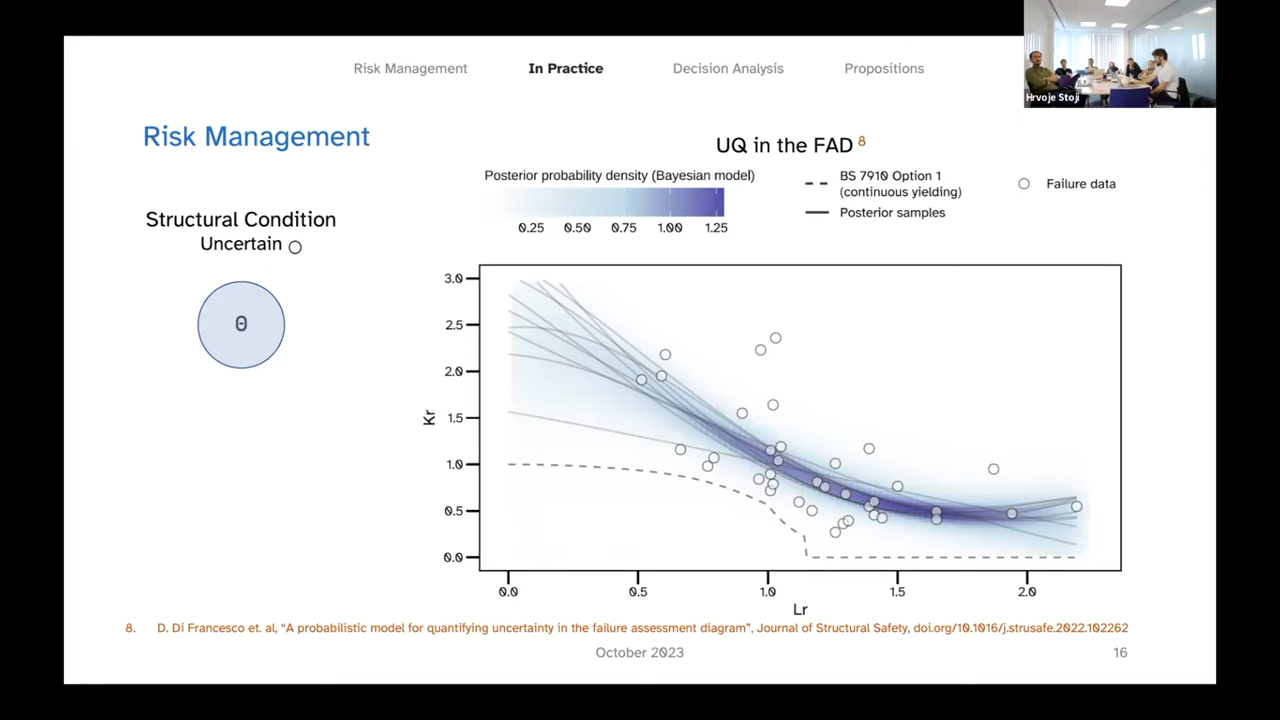 Risk Management In Practice Decision Analysis Propositions
Hrvoje Stoji
Risk Management
UQ in the FAD 8
Posterior probability density (Bayesian model)
0.25 0.50 0.75 1.00 1.25
BS 7910 Option 1
(continuous yielding)
Posterior samples
Failure data
Structural Condition
Uncertain
θ
Kr
3.0
2.5
2.0
1.5
1.0
0.5
0.0
0.0 0.5 1.0 1.5 2.0
Lr
8. D. Di Francesco et. al, “A probabilistic model for quantifying uncertainty in the failure assessment diagram”, Journal of Structural Safety, doi.org/10.1016/j.strusafe.2022.102262
October 2023
16